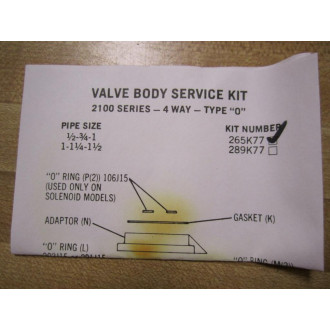 VALVE BODY SERVICE KIT
2100 SERIES – 4 WAY – TYPE "O"
PIPE SIZE KIT NUMBER
½-¾-1 265K77
1-1¼-1½ 289K77
"O" RING (P(2)) 106J15
(USED ONLY ON
SOLENOID MODELS)
ADAPTOR (N) GASKET (K)
"O" RING (L)
"O" RING